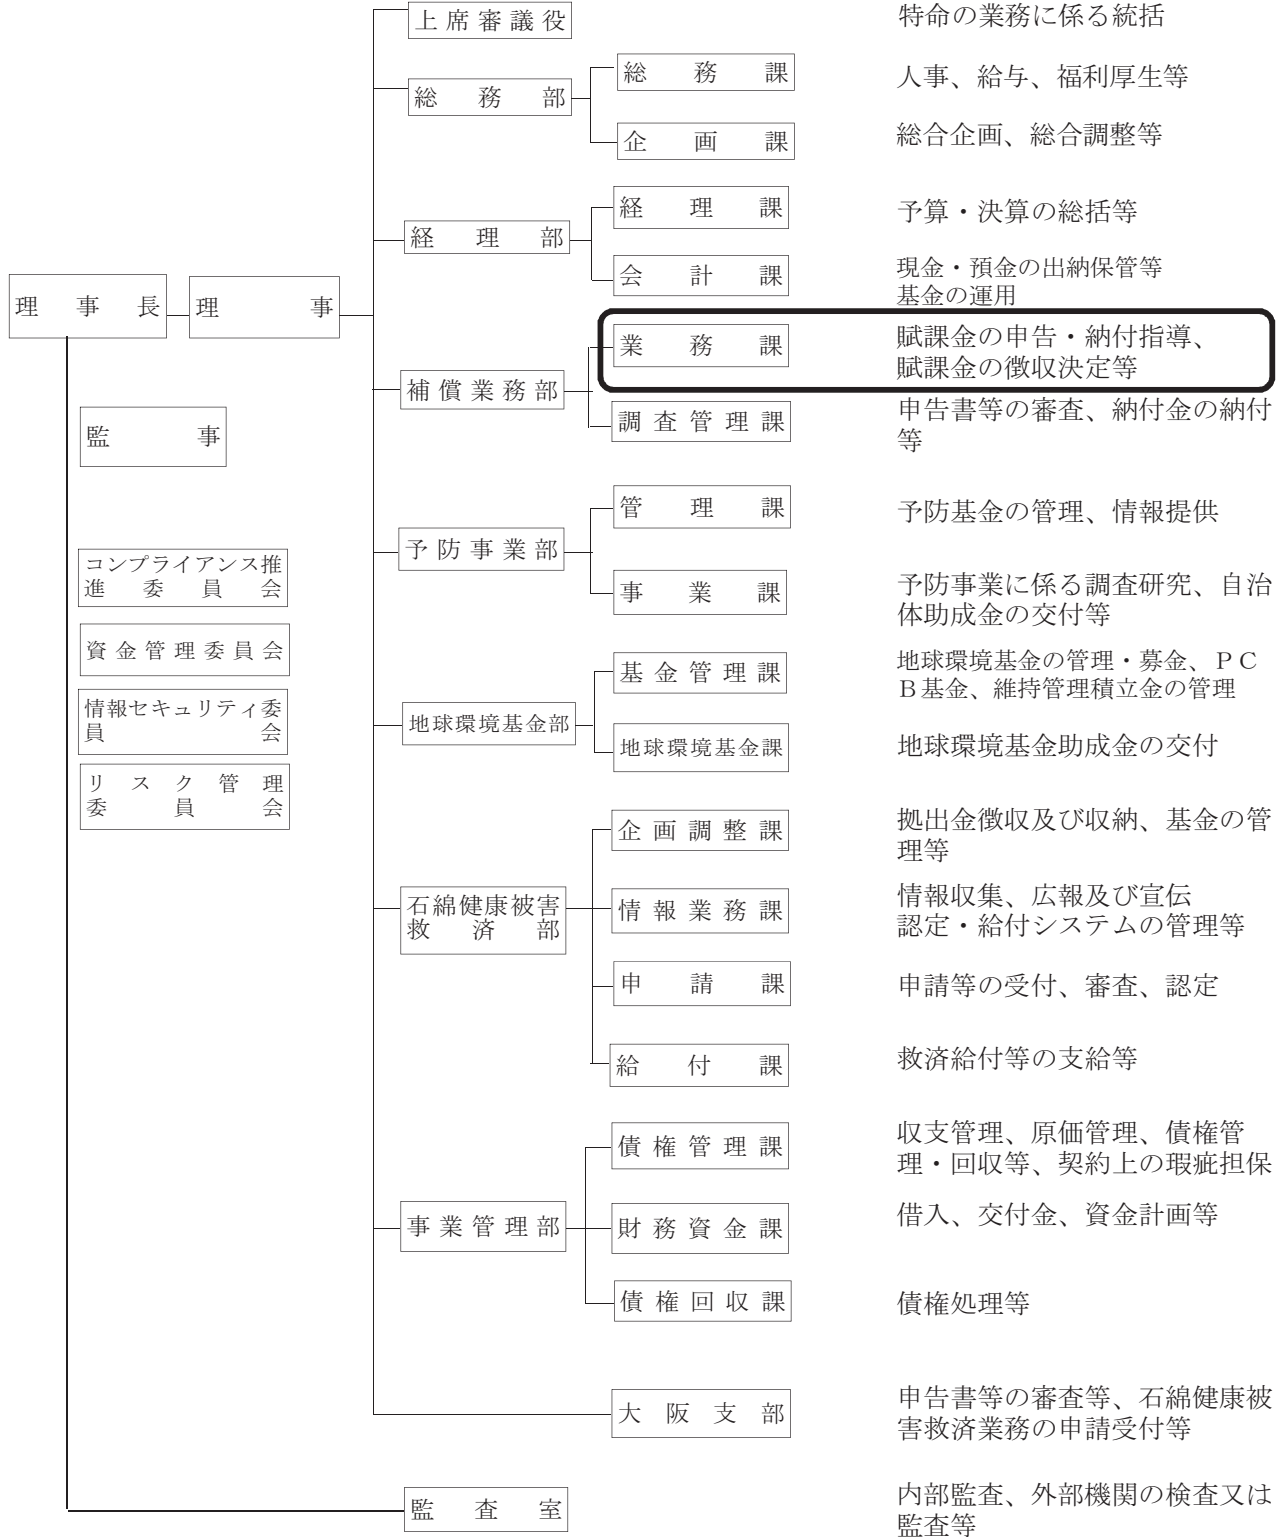 上席審議役
特命の業務に係る統括
総務部
総務課
人事、給与、福利厚生等
企画課
総合企画、総合調整等
経理部
経理課
予算・決算の総括等
会計課
現金・預金の出納保管等
基金の運用
理事長
理事
業務課
賦課金の申告・納付指導、
賦課金の徴収決定等
補償業務部
調査管理課
申告書等の審査、納付金の納付
等
監事
管理課
予防基金の管理、情報提供
予防事業部
事業課
予防事業に係る調査研究、自治
体助成金の交付等
コンプライアンス推
進委員会
資金管理委員会
情報セキュリティ委
員会
リスク管理
委員会
基金管理課
地球環境基金の管理・募金、PC
B基金、維持管理積立金の管理
地球環境基金部
地球環境基金課
地球環境基金助成金の交付
企画調整課
拠出金徴収及び収納、基金の管
理等
石綿健康被害
救済部
情報業務課
情報収集、広報及び宣伝
認定・給付システムの管理等
申請課
申請等の受付、審査、認定
給付課
救済給付等の支給等
債権管理課
収支管理、原価管理、債権管
理・回収等、契約上の瑕疵担保
事業管理部
財務資金課
借入、交付金、資金計画等
債権回収課
債権処理等
大阪支部
申告書等の審査等、石綿健康被
害救済業務の申請受付等
監査室
内部監査、外部機関の検査又は
監査等